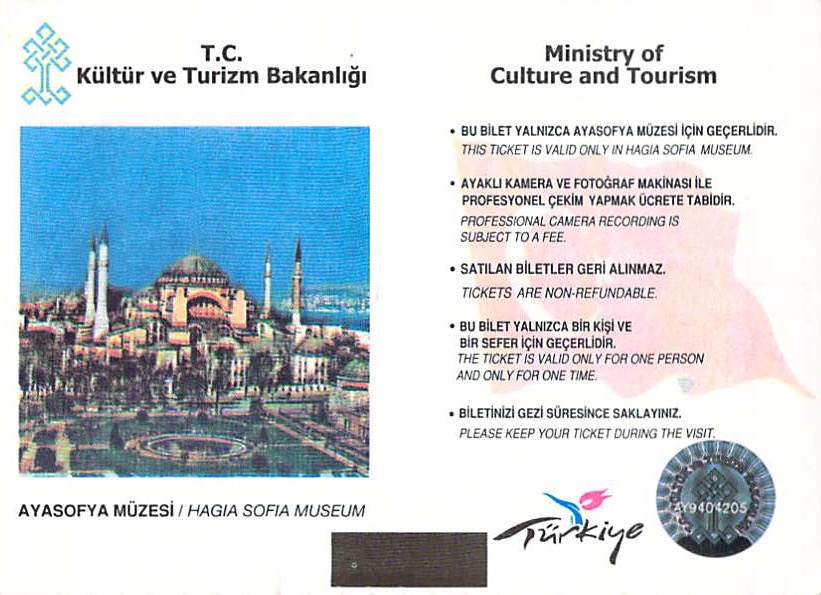 T.C.
Kültür ve Turizm Bakanlığı
AYASOFYA MÜZESİ / HAGIA SOFIA MUSEUM
Ministry of
Culture and Tourism
• BU BİLET YALNIZCA AYASOFYA MÜZESİ İÇİN GEÇERLİDİR.
THIS TICKET IS VALID ONLY IN HAGIA SOFIA MUSEUM.
• AYAKLI KAMERA VE FOTOĞRAF MAKİNASI İLE
PROFESYONEL ÇEKİM YAPMAK ÜCRETE TABİDİR.
PROFESSIONAL CAMERA RECORDING IS
SUBJECT TO A FEE.
• SATILAN BİLETLER GERİ ALINMAZ.
TICKETS ARE NON-REFUNDABLE.
• BU BİLET YALNIZCA BİR KİŞİ VE
BİR SEFER İÇİN GEÇERLİDİR.
THE TICKET IS VALID ONLY FOR ONE PERSON
AND ONLY FOR ONE TIME.
• BİLETİNİZİ GEZİ SÜRESİNCE SAKLAYINIZ.
PLEASE KEEP YOUR TICKET DURING THE VISIT.
Türkiye
AY9404205